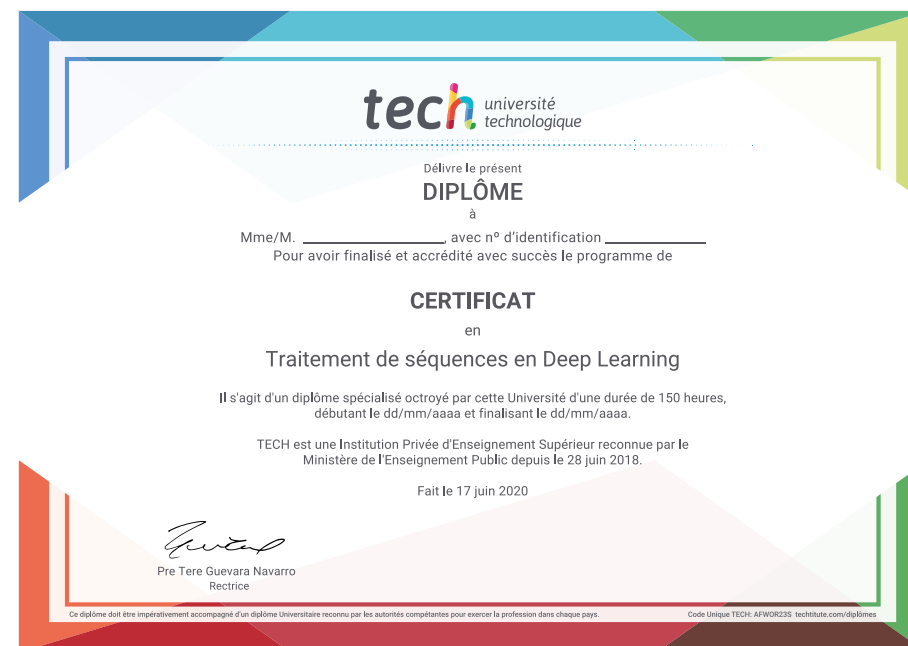 tech université
technologique
Délivre le présent
DIPLÔME
à
Mme/M. ____________________, avec nº d'identification ______________
Pour avoir finalisé et accrédité avec succès le programme de
CERTIFICAT
en
Traitement de séquences en Deep Learning
Il s'agit d'un diplôme spécialisé octroyé par cette Université d'une durée de 150 heures,
débutant le dd/mm/aaaa et finalisant le dd/mm/aaaa.
TECH est une Institution Privée d'Enseignement Supérieur reconnue par le
Ministère de l'Enseignement Public depuis le 28 juin 2018.
Fait le 17 juin 2020
Pre Tere Guevara Navarro
Rectrice
Ce diplôme doit être impérativement accompagné d'un diplôme Universitaire reconnu par les autorités compétentes pour exercer la profession dans chaque pays.
Code Unique TECH: AFWOR23S techtitute.com/diplômes